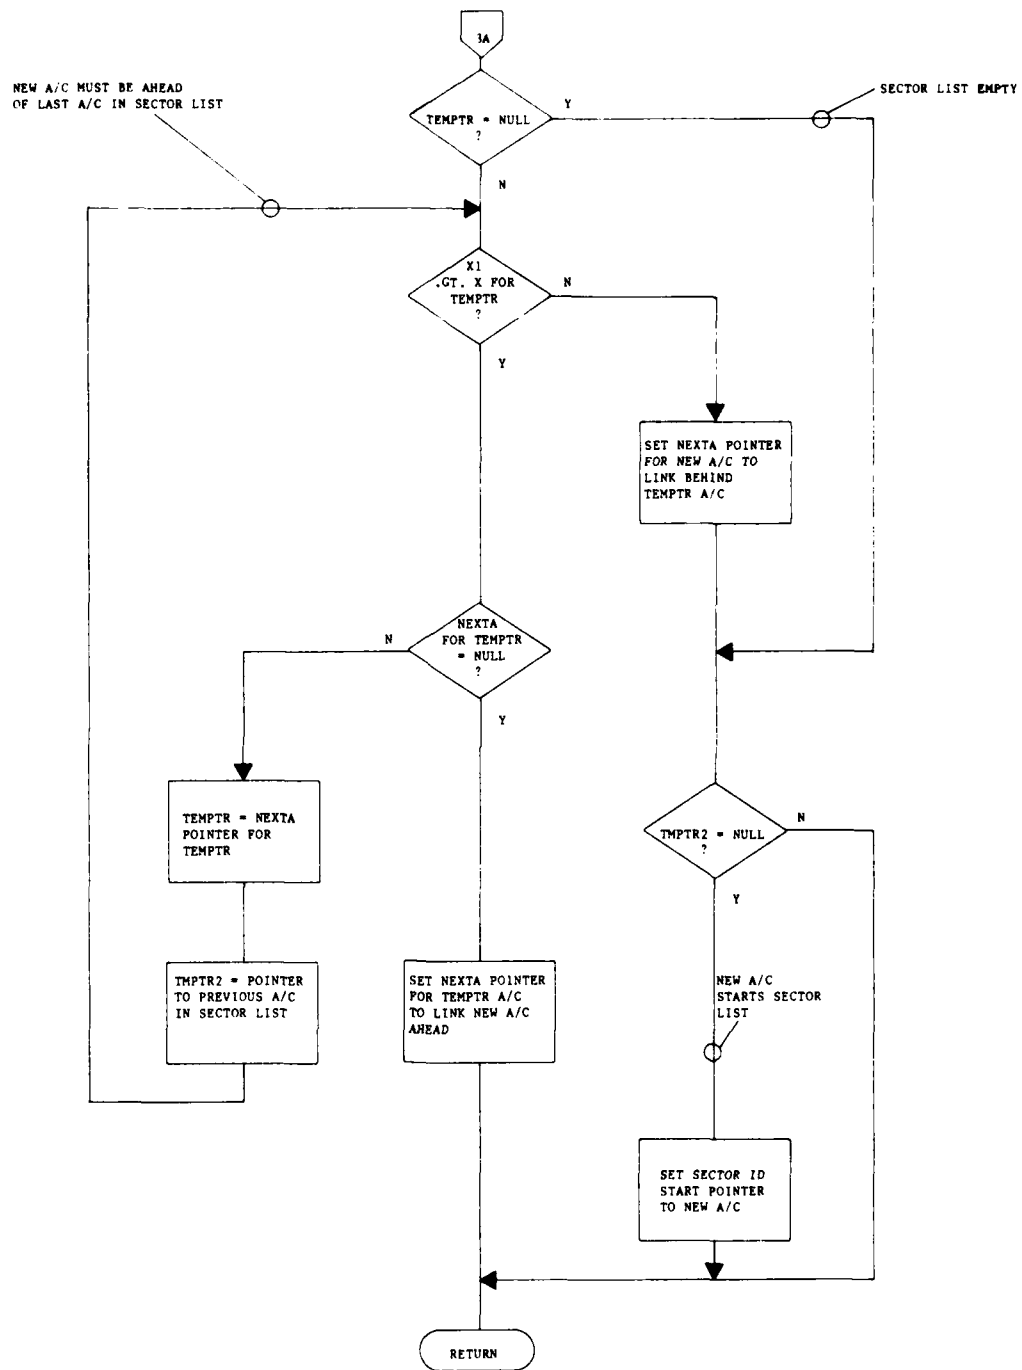 3A
NEW A/C MUST BE AHEAD
OF LAST A/C IN SECTOR LIST
SECTOR LIST EMPTY
Y
TEMPTR = NULL
?
N
X1
.GT. X FOR
TEMPTR
?
N
Y
SET NEXTA POINTER
FOR NEW A/C TO
LINK BEHIND
TEMPTR A/C
NEXTA
FOR TEMPTR
= NULL
?
N
Y
TEMPTR = NEXTA
POINTER FOR
TEMPTR
TMPTR2 = NULL
?
N
Y
TMPTR2 = POINTER
TO PREVIOUS A/C
IN SECTOR LIST
SET NEXTA POINTER
FOR TEMPTR A/C
TO LINK NEW A/C
AHEAD
NEW A/C
STARTS SECTOR
LIST
SET SECTOR ID
START POINTER
TO NEW A/C
RETURN